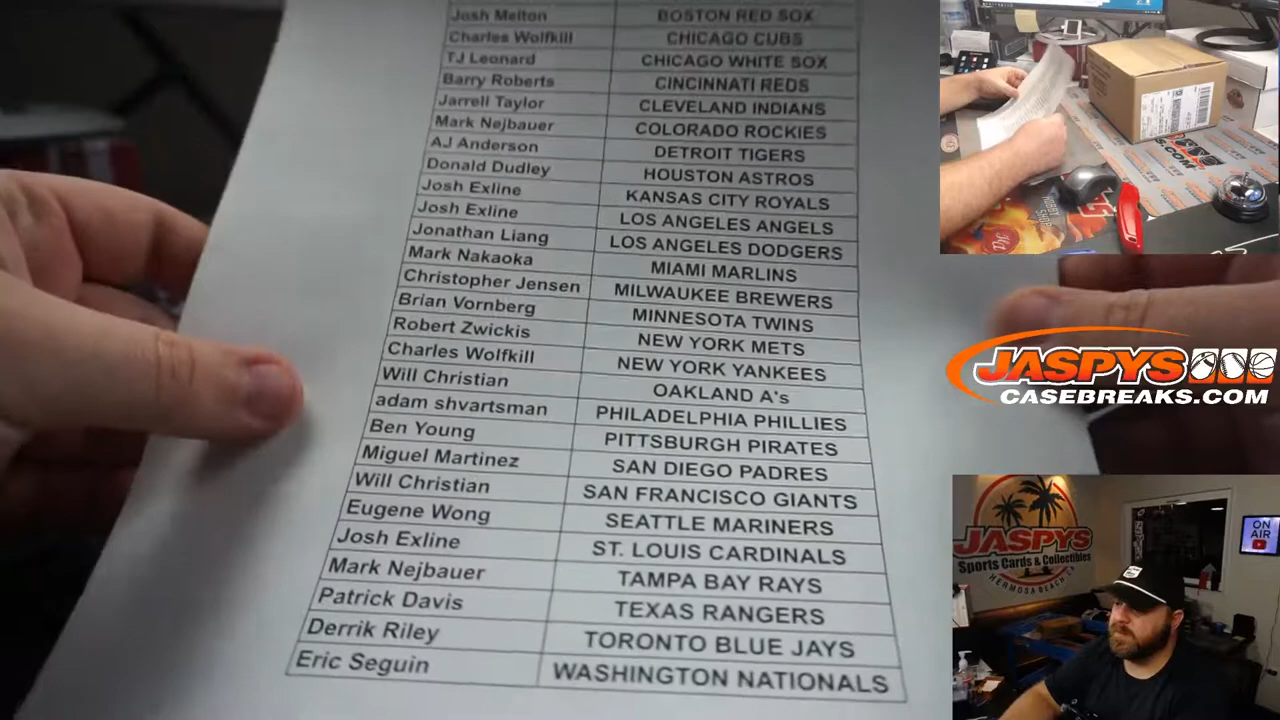 Josh Melton BOSTON RED SOX
Charles Wolfkill CHICAGO CUBS
TJ Leonard CHICAGO WHITE SOX
Barry Roberts CINCINNATI REDS
Jarrell Taylor CLEVELAND INDIANS
Mark Nejbauer COLORADO ROCKIES
AJ Anderson DETROIT TIGERS
Donald Dudley HOUSTON ASTROS
Josh Exline KANSAS CITY ROYALS
Josh Exline LOS ANGELES ANGELS
Jonathan Liang LOS ANGELES DODGERS
Mark Nakaoka MIAMI MARLINS
Christopher Jensen MILWAUKEE BREWERS
Brian Vornberg MINNESOTA TWINS
Robert Zwickis NEW YORK METS
Charles Wolfkill NEW YORK YANKEES
Will Christian OAKLAND A's
adam shvartsman PHILADELPHIA PHILLIES
Ben Young PITTSBURGH PIRATES
Miguel Martinez SAN DIEGO PADRES
Will Christian SAN FRANCISCO GIANTS
Eugene Wong SEATTLE MARINERS
Josh Exline ST. LOUIS CARDINALS
Mark Nejbauer TAMPA BAY RAYS
Patrick Davis TEXAS RANGERS
Derrik Riley TORONTO BLUE JAYS
Eric Seguin WASHINGTON NATIONALS
JASPYS
CASEBREAKS.COM
JASPYS
Sports Cards & Collectibles
HERMOSA BEACH, CA
ON
AIR